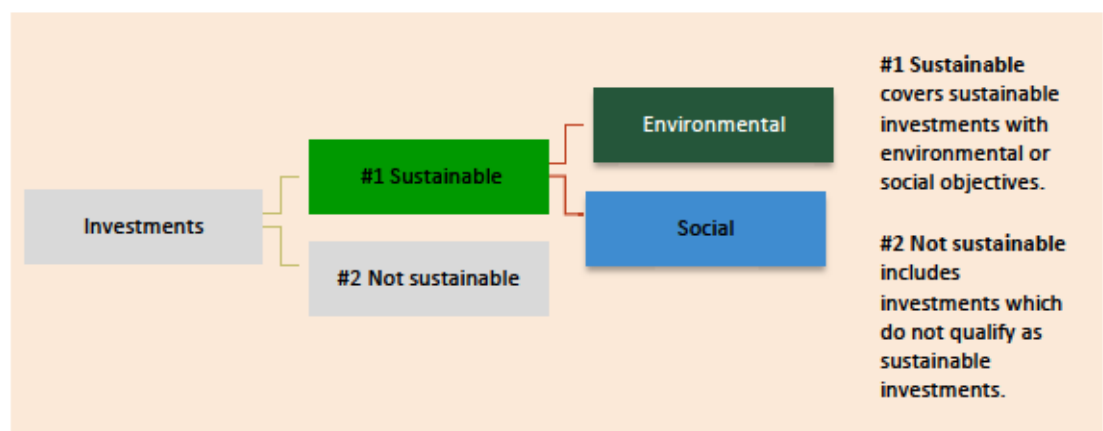 Investments
#1 Sustainable
#2 Not sustainable
Environmental
Social
#1 Sustainable
covers sustainable
investments with
environmental or
social objectives.
#2 Not sustainable
includes
investments which
do not qualify as
sustainable
investments.